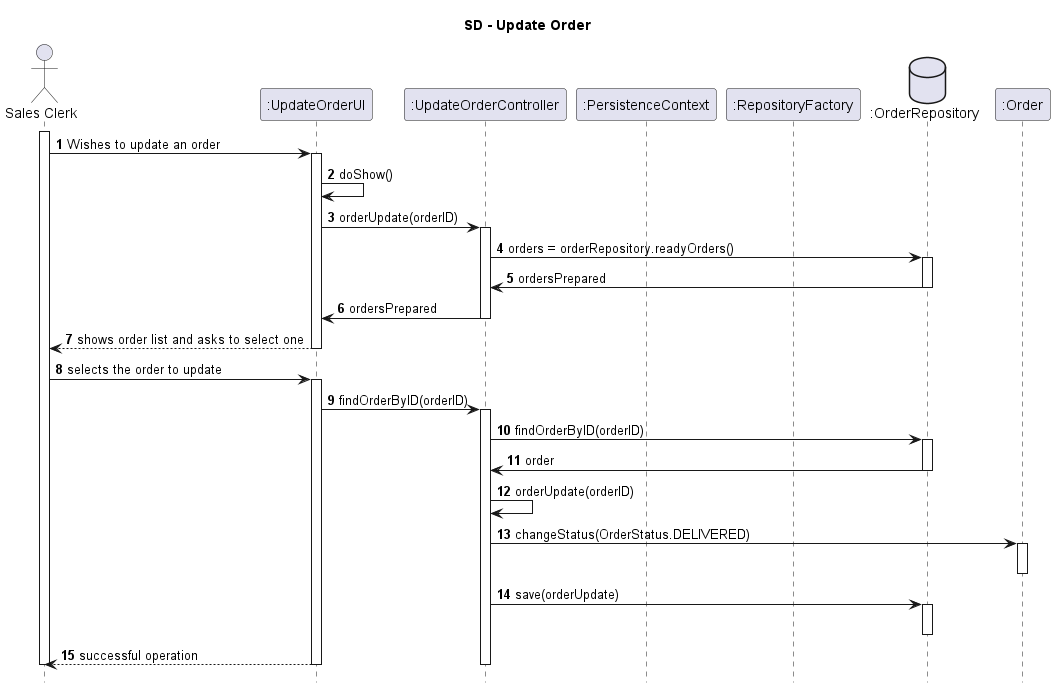 SD - Update Order
Sales Clerk
:UpdateOrderUI
:UpdateOrderController
:PersistenceContext
:RepositoryFactory
:OrderRepository
:Order
1 Wishes to update an order
2 doShow()
3 orderUpdate(orderID)
4 orders = orderRepository.readyOrders()
5 ordersPrepared
6 ordersPrepared
7 shows order list and asks to select one
8 selects the order to update
9 findOrderByID(orderID)
10 findOrderByID(orderID)
11 order
12 orderUpdate(orderID)
13 changeStatus(OrderStatus.DELIVERED)
14 save(orderUpdate)
15 successful operation